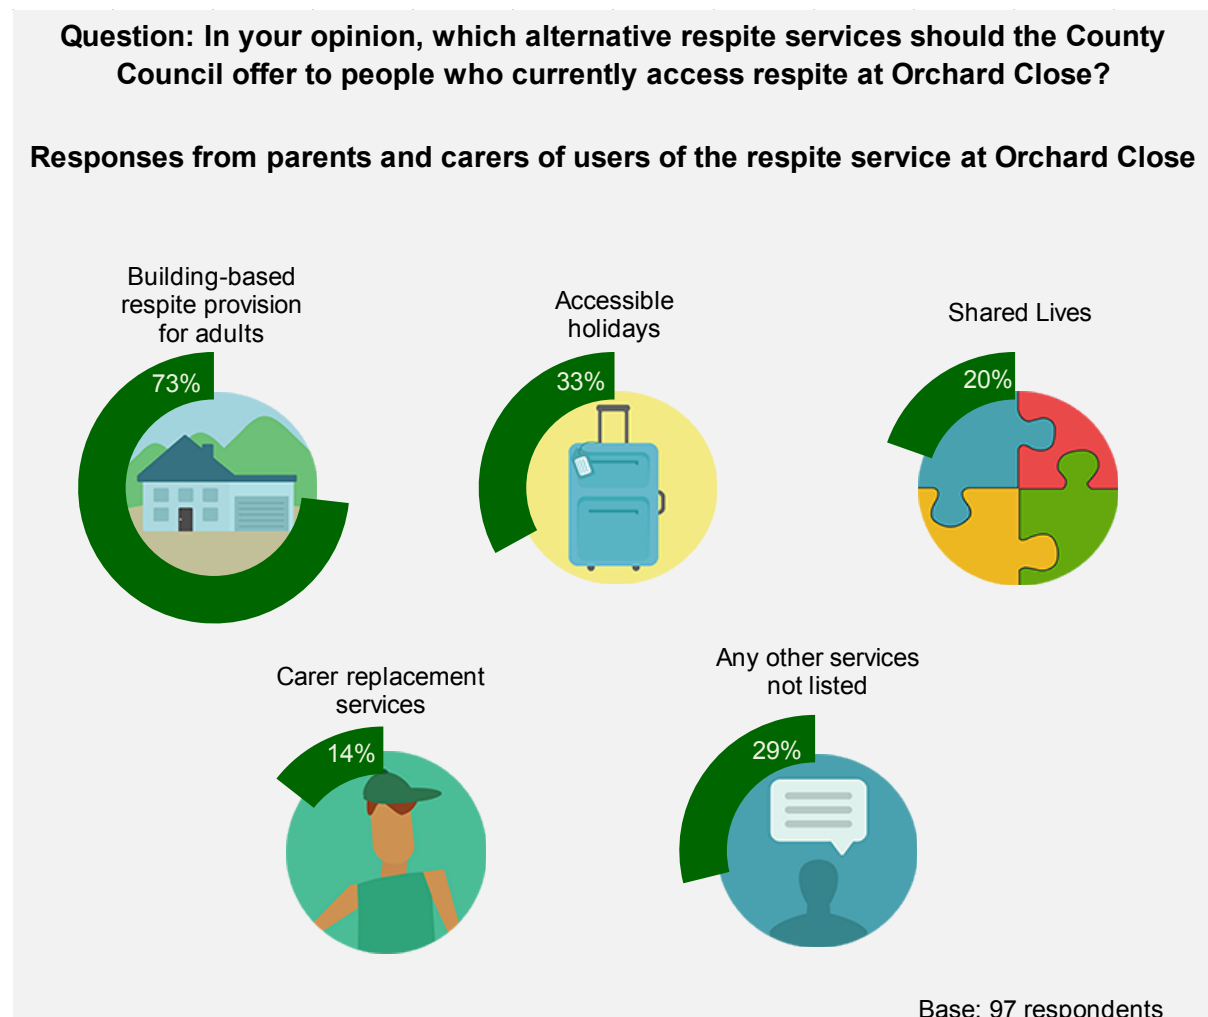 Question: In your opinion, which alternative respite services should the County
Council offer to people who currently access respite at Orchard Close?
Responses from parents and carers of users of the respite service at Orchard Close
Building-based
respite provision
for adults
73%
Accessible
holidays
33%
Shared Lives
20%
Carer replacement
services
14%
Any other services
not listed
29%
Base: 97 respondents